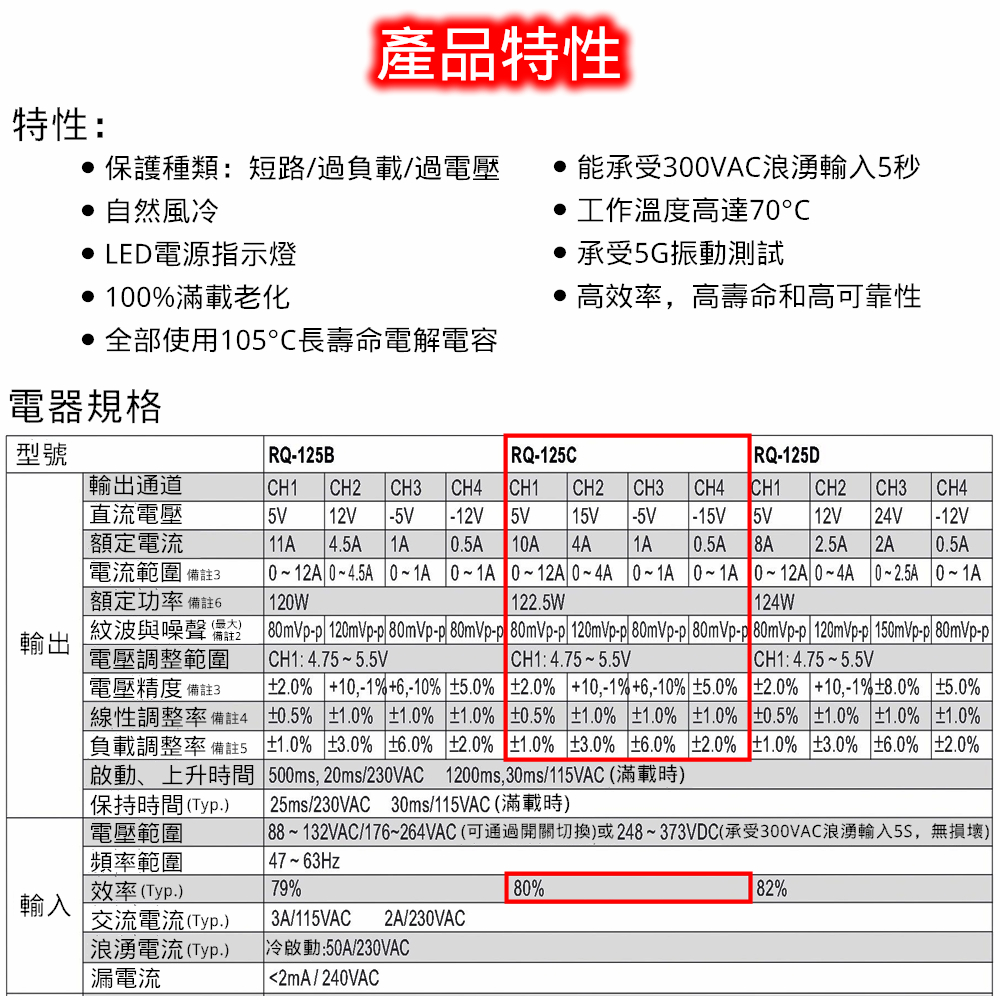 產品特性
特性：
• 保護種類：短路/過負載/過電壓
• 自然風冷
• LED電源指示燈
• 100%滿載老化
• 全部使用105°C長壽命電解電容
• 能承受300VAC浪湧輸入5秒
• 工作溫度高達70°C
• 承受5G振動測試
• 高效率，高壽命和高可靠性
電器規格
型號 RQ-125B RQ-125C RQ-125D
輸出
輸出通道 CH1 CH2 CH3 CH4 CH1 CH2 CH3 CH4 CH1 CH2 CH3 CH4
直流電壓 5V 12V -5V -12V 5V 15V -5V -15V 5V 12V 24V -12V
額定電流 11A 4.5A 1A 0.5A 10A 4A 1A 0.5A 8A 2.5A 2A 0.5A
電流範圍 備註3 0~12A 0~4.5A 0~1A 0~1A 0~12A 0~4A 0~1A 0~1A 0~12A 0~4A 0~2.5A 0~1A
額定功率 備註6 120W 122.5W 124W
紋波與噪聲 (最大) 備註2 80mVp-p 120mVp-p 80mVp-p 80mVp-p 80mVp-p 120mVp-p 80mVp-p 80mVp-p 80mVp-p 120mVp-p 150mVp-p 80mVp-p
電壓調整範圍 CH1: 4.75~5.5V CH1: 4.75~5.5V CH1: 4.75~5.5V
電壓精度 備註3 ±2.0% +10,-1% +6,-10% ±5.0% ±2.0% +10,-1% +6,-10% ±5.0% ±2.0% +10,-1% ±8.0% ±5.0%
線性調整率 備註4 ±0.5% ±1.0% ±1.0% ±1.0% ±0.5% ±1.0% ±1.0% ±1.0% ±0.5% ±1.0% ±1.0% ±1.0%
負載調整率 備註5 ±1.0% ±3.0% ±6.0% ±2.0% ±1.0% ±3.0% ±6.0% ±2.0% ±1.0% ±3.0% ±6.0% ±2.0%
啟動、上升時間 500ms, 20ms/230VAC 1200ms,30ms/115VAC (滿載時)
保持時間 (Typ.) 25ms/230VAC 30ms/115VAC (滿載時)
輸入
電壓範圍 88~132VAC/176~264VAC (可通過開關切換)或 248~373VDC(承受300VAC浪湧輸入5S，無損壞)
頻率範圍 47~63Hz
效率 (Typ.) 79% 80% 82%
交流電流 (Typ.) 3A/115VAC 2A/230VAC
浪湧電流 (Typ.) 冷啟動:50A/230VAC
漏電流 <2mA / 240VAC